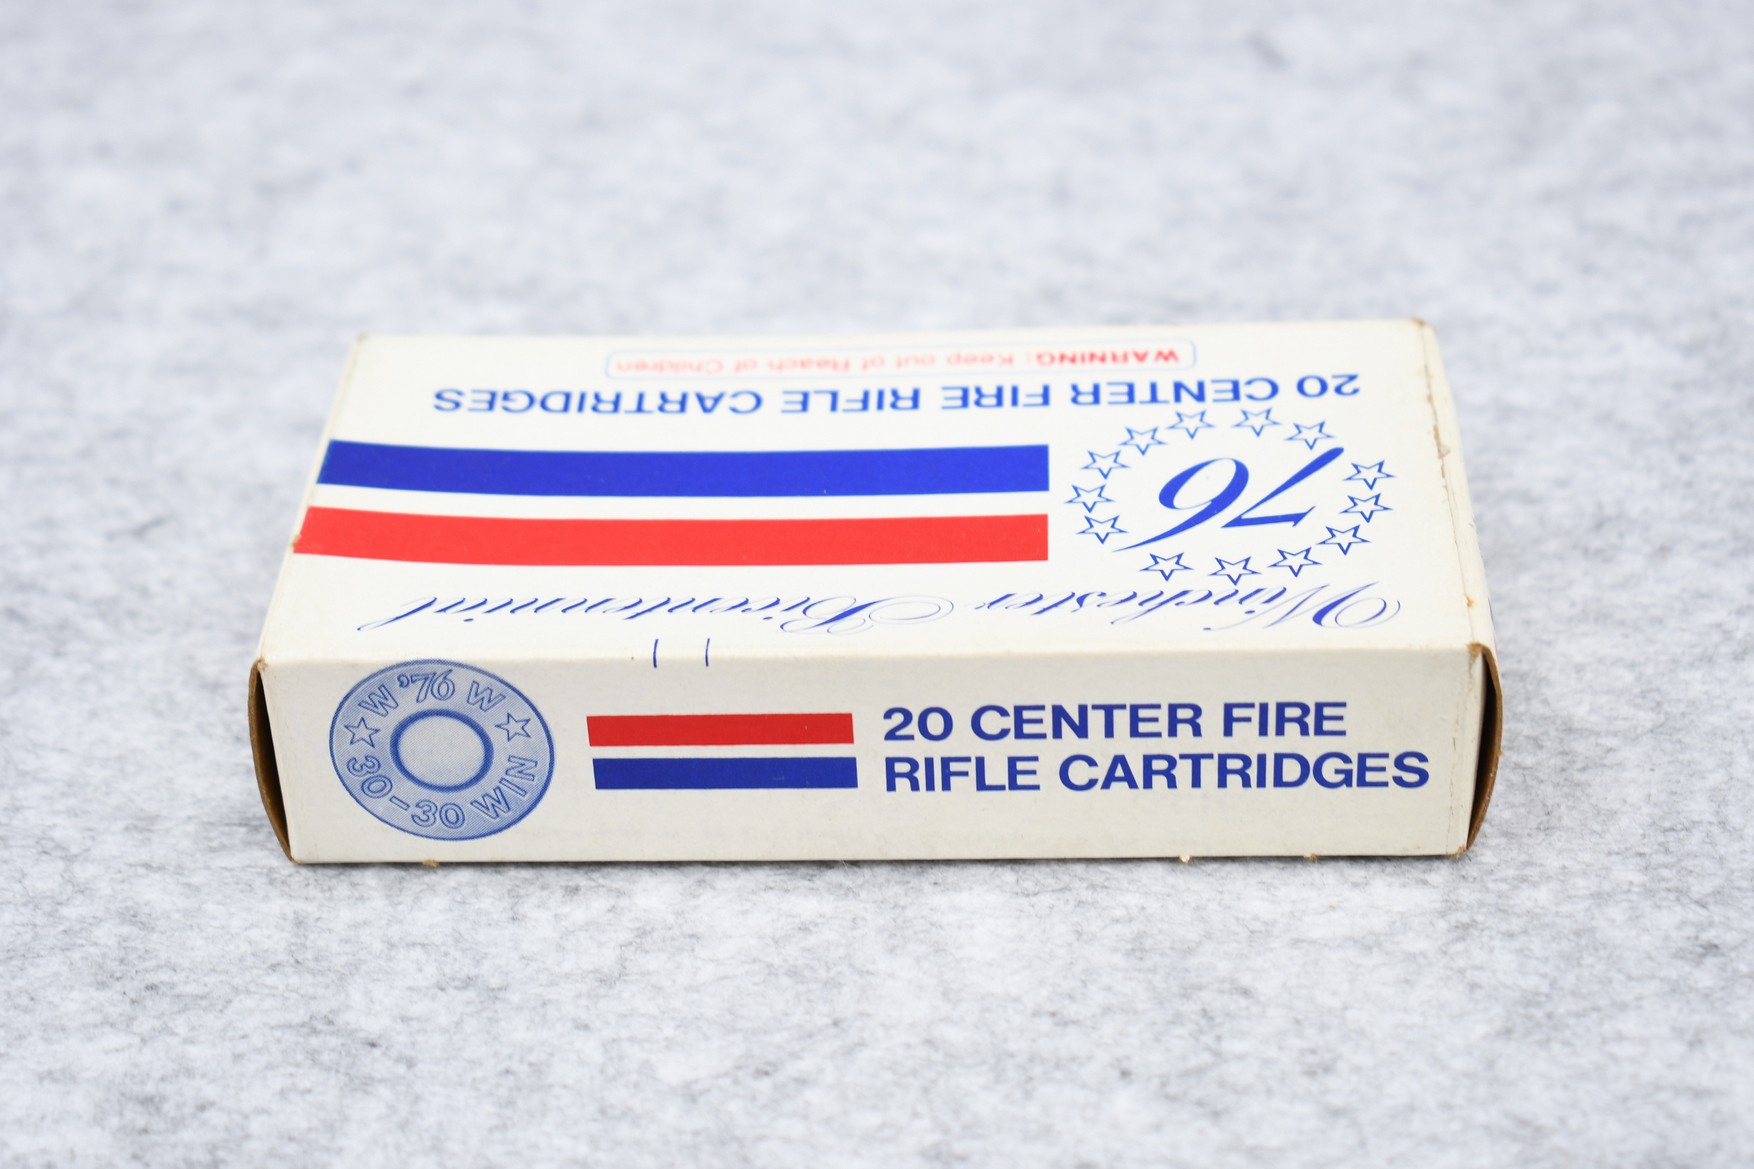 WARNING: Keep out of Reach of Children
20 CENTER FIRE RIFLE CARTRIDGES
76
Winchester Bicentennial
W '76 W
30-30 WIN
20 CENTER FIRE
RIFLE CARTRIDGES